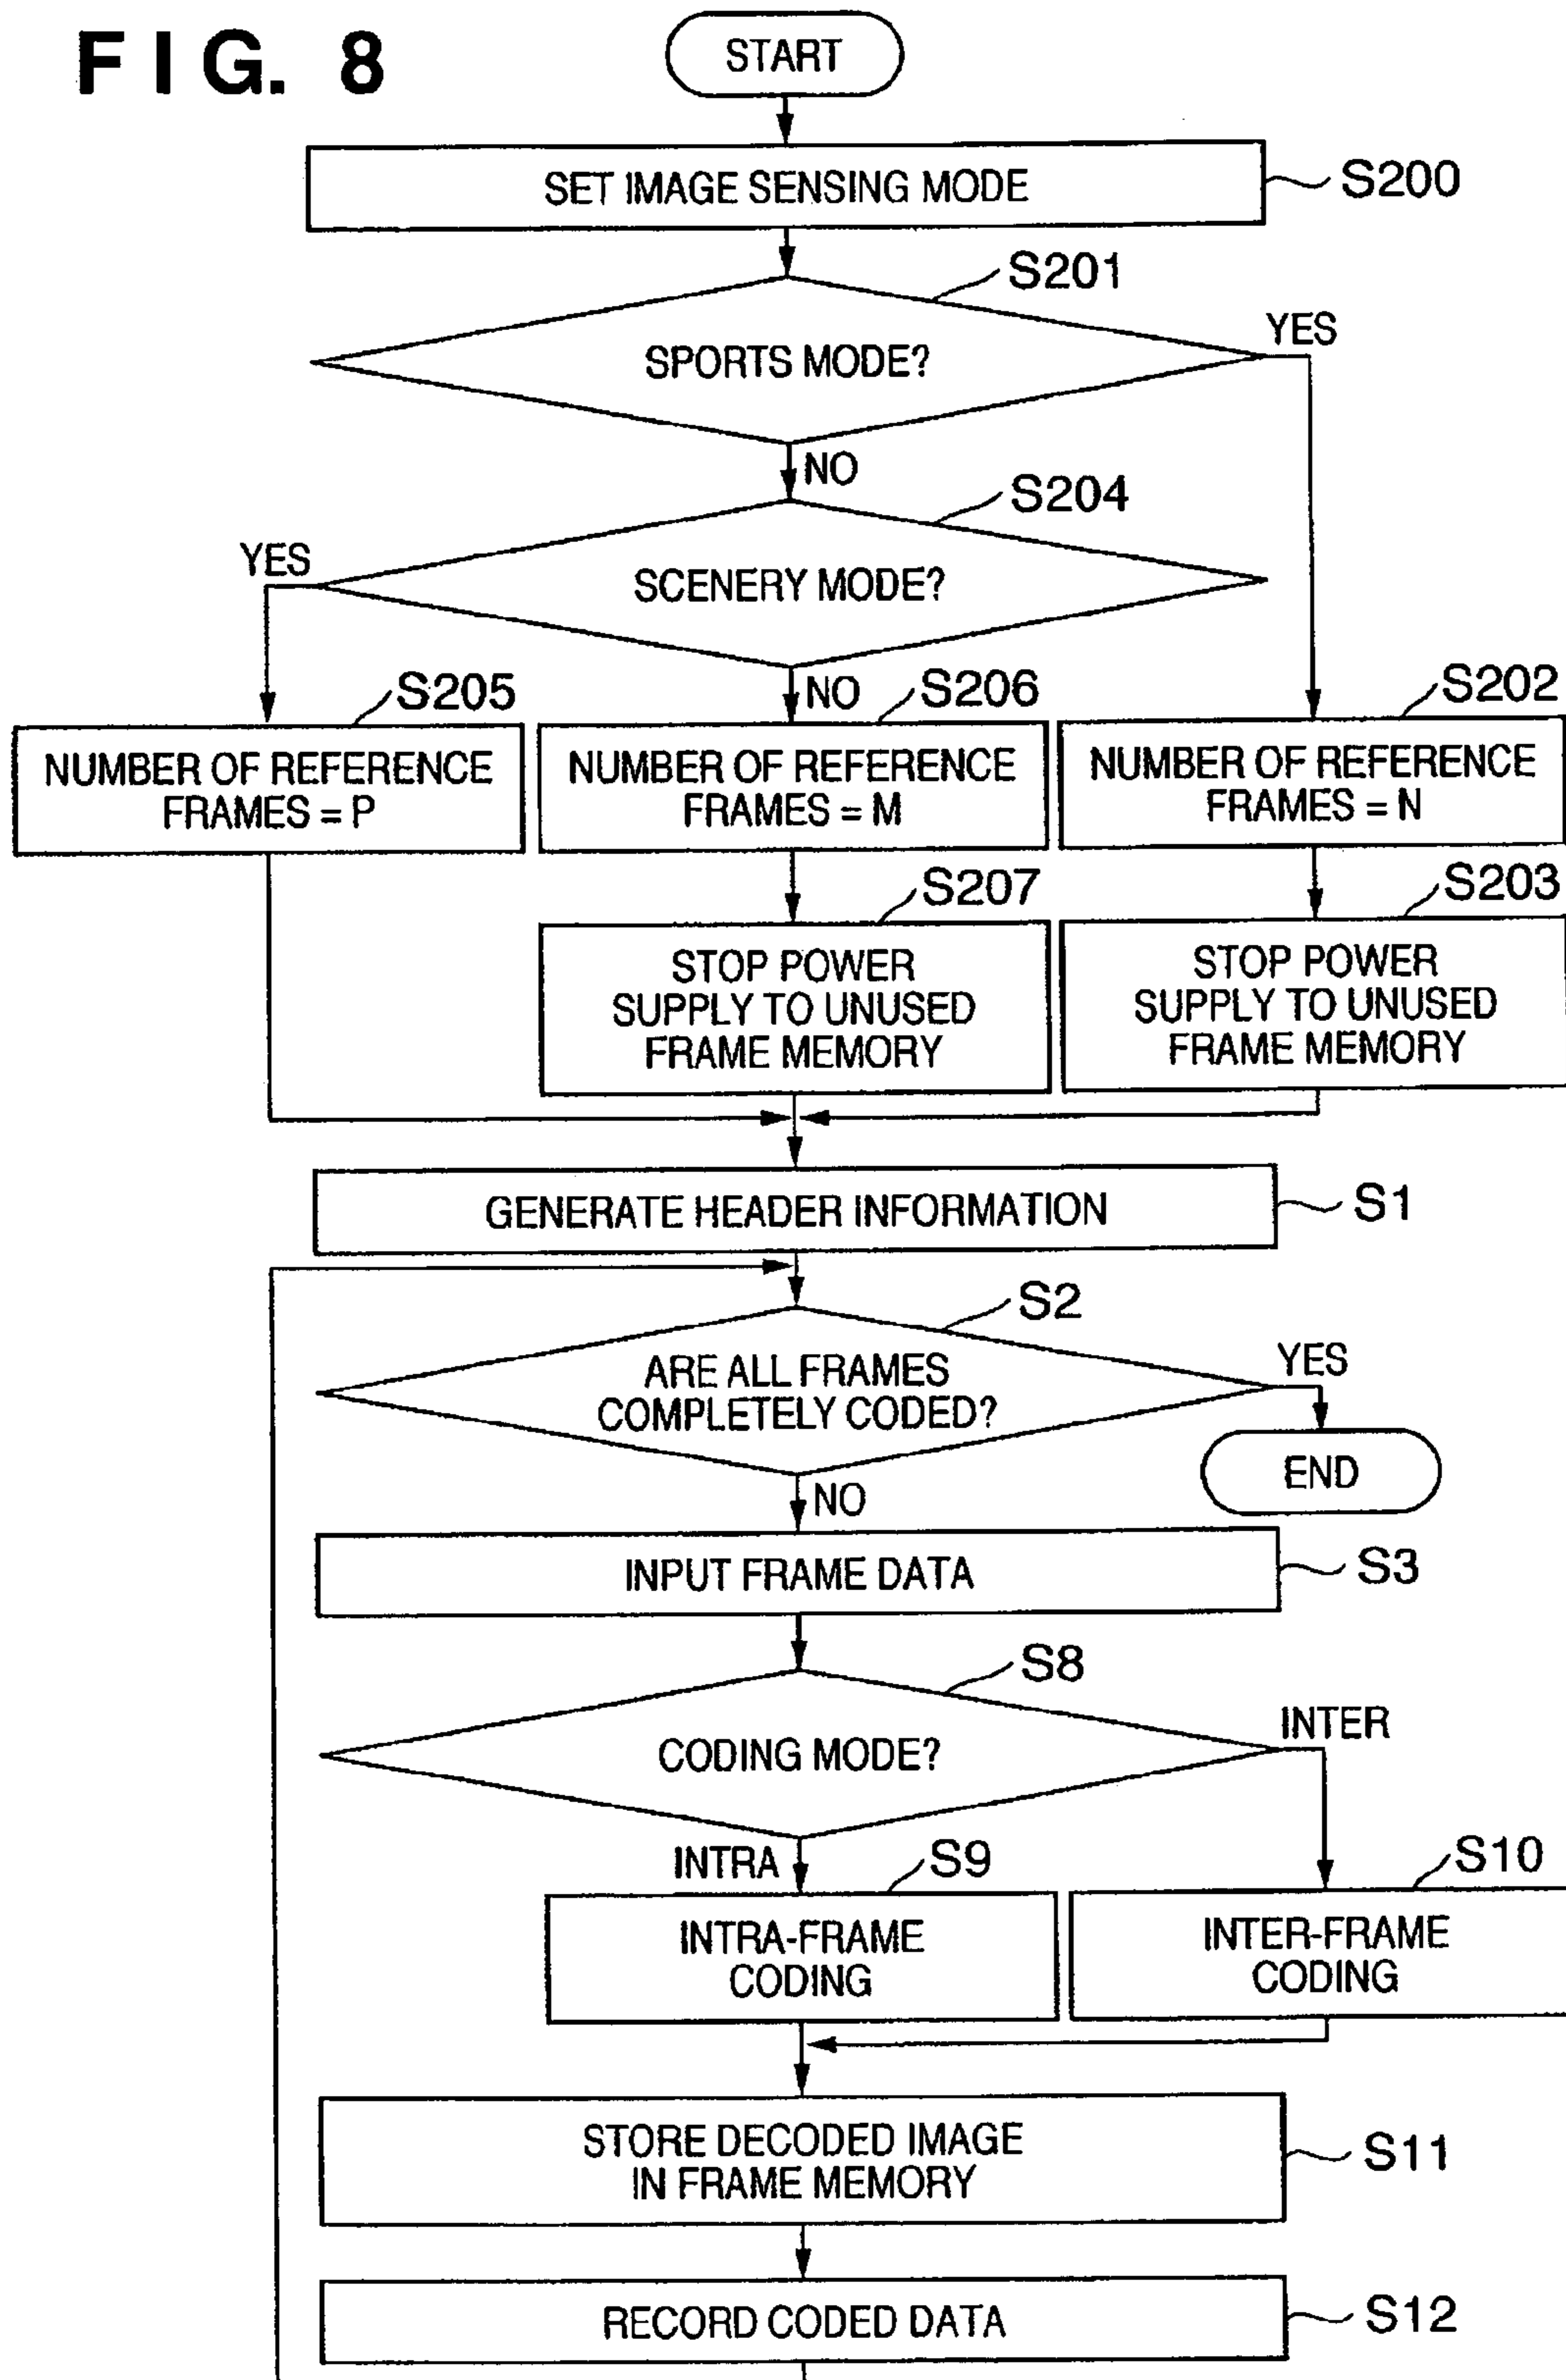 FIG. 8
START
SET IMAGE SENSING MODE
S200
S201
SPORTS MODE?
YES
NO
S204
YES
SCENERY MODE?
NO
S205
S206
S202
NUMBER OF REFERENCE
FRAMES = P
NUMBER OF REFERENCE
FRAMES = M
NUMBER OF REFERENCE
FRAMES = N
S207
S203
STOP POWER
SUPPLY TO UNUSED
FRAME MEMORY
STOP POWER
SUPPLY TO UNUSED
FRAME MEMORY
GENERATE HEADER INFORMATION
S1
S2
ARE ALL FRAMES
COMPLETELY CODED?
YES
END
NO
INPUT FRAME DATA
S3
S8
CODING MODE?
INTER
INTRA
S9
S10
INTRA-FRAME
CODING
INTER-FRAME
CODING
STORE DECODED IMAGE
IN FRAME MEMORY
S11
RECORD CODED DATA
S12